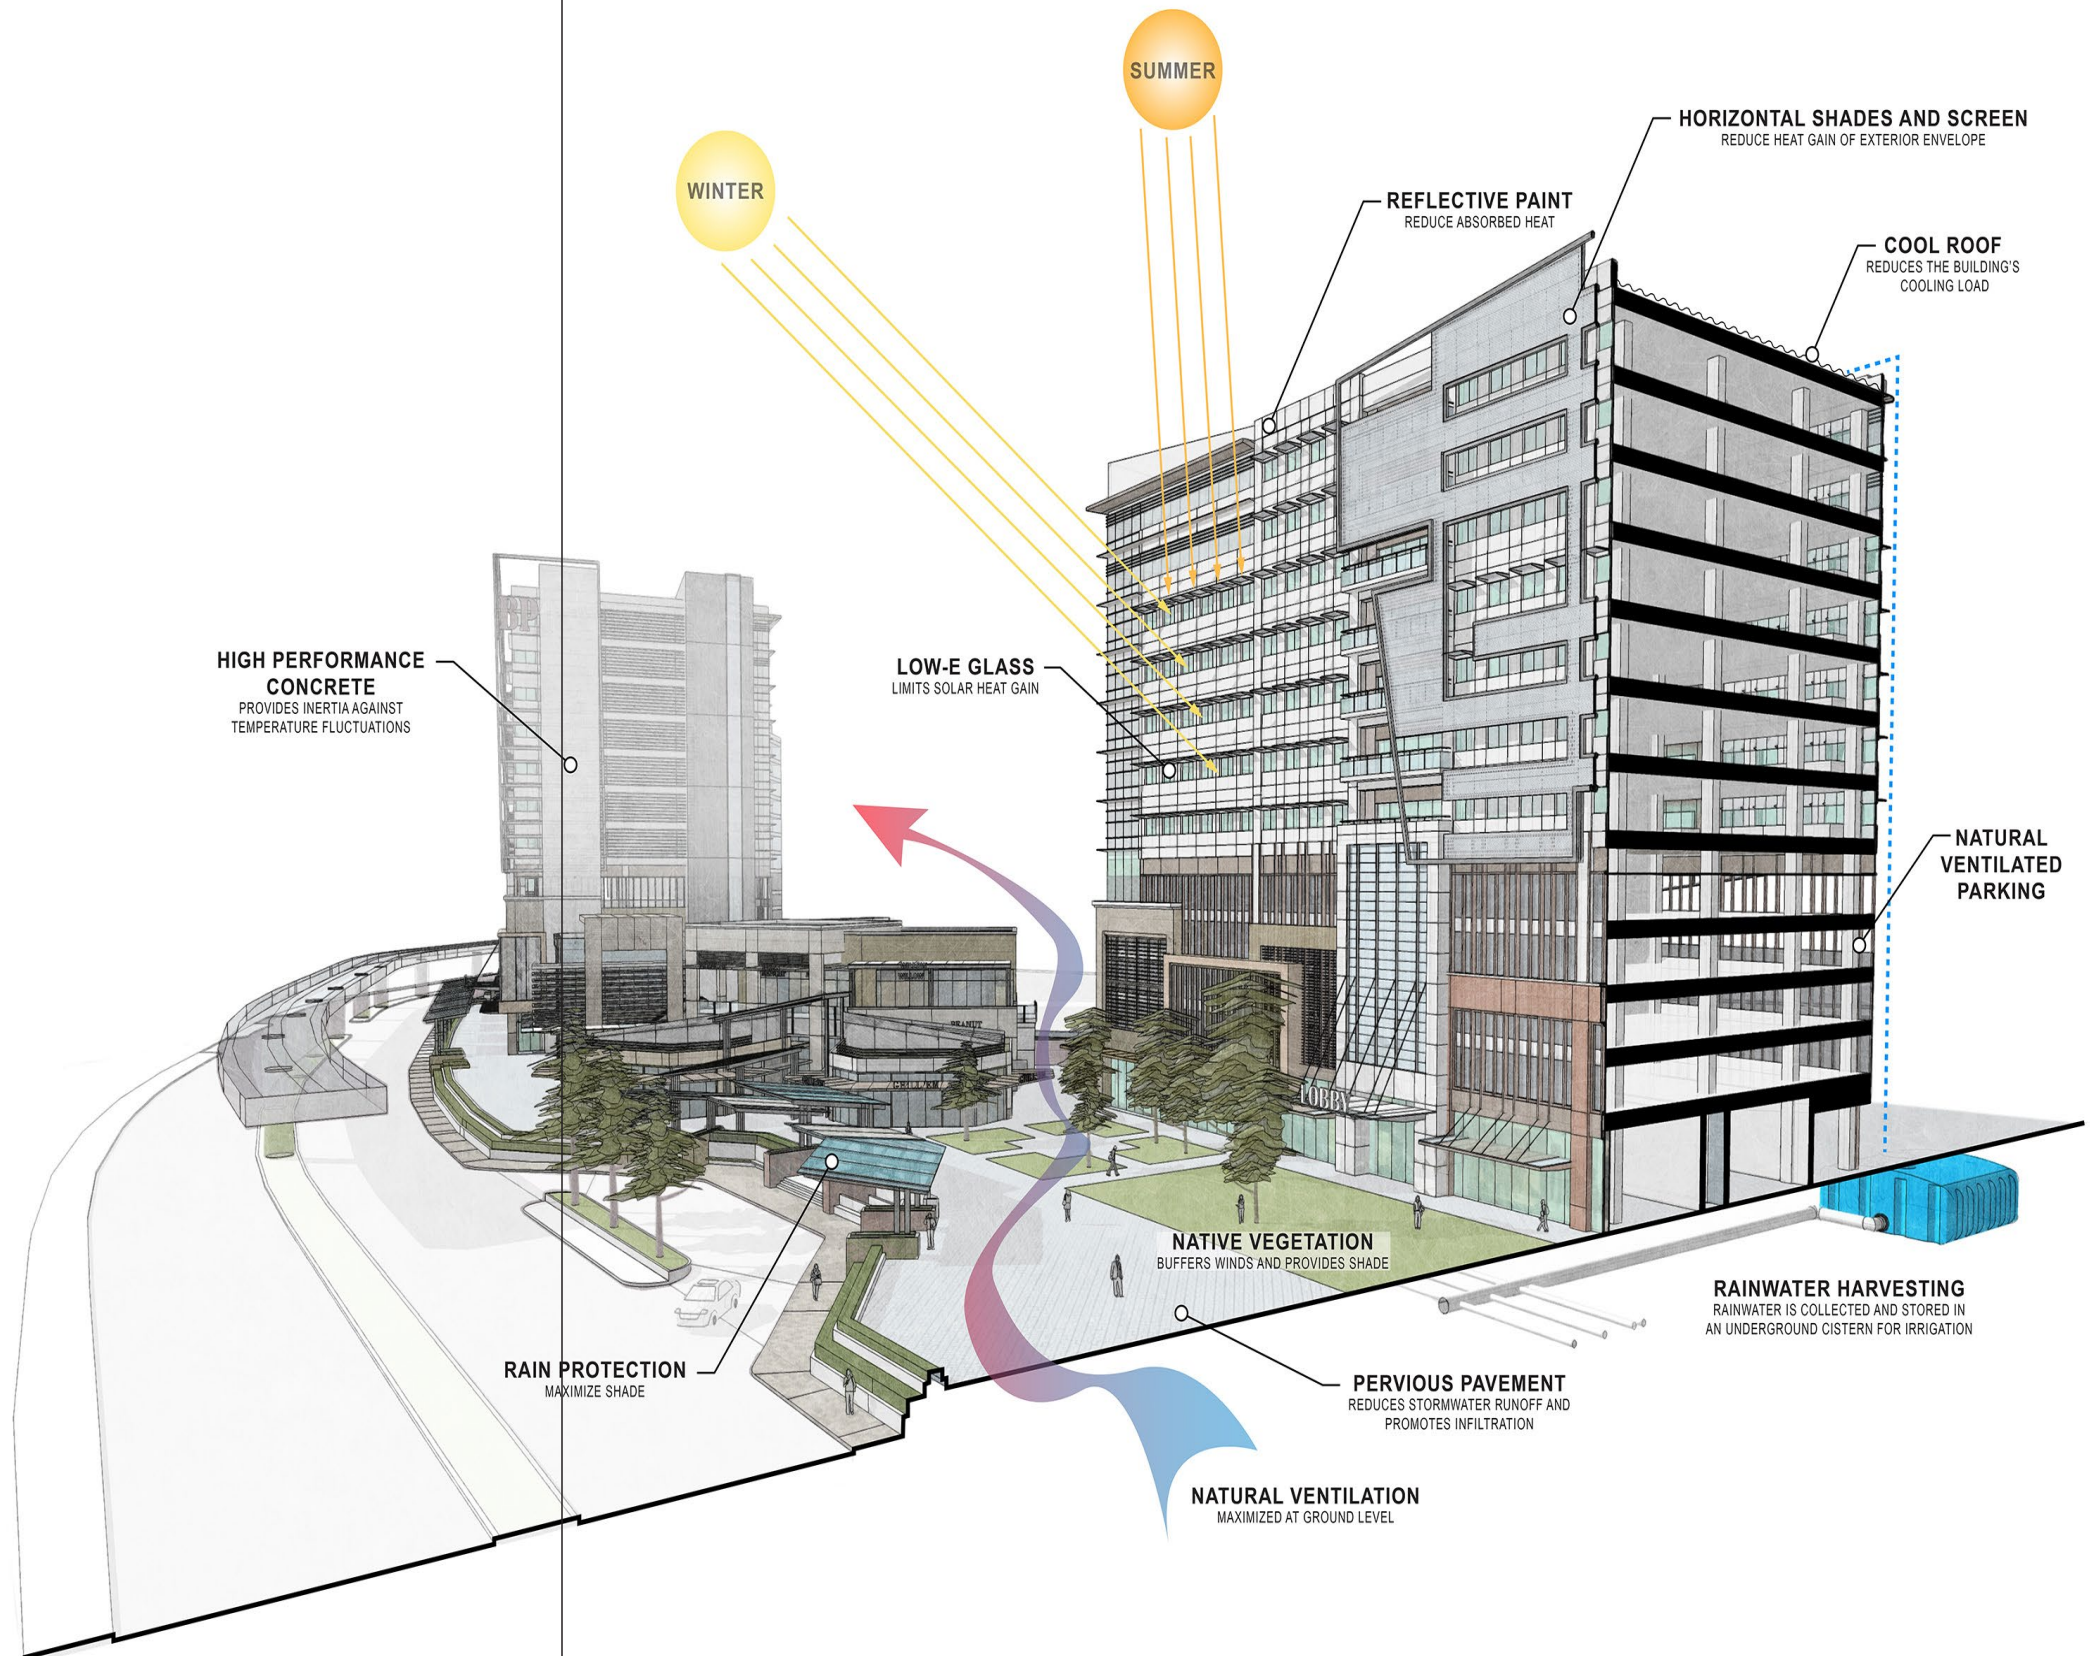 SUMMER
WINTER
HORIZONTAL SHADES AND SCREEN
REDUCE HEAT GAIN OF EXTERIOR ENVELOPE
REFLECTIVE PAINT
REDUCE ABSORBED HEAT
COOL ROOF
REDUCES THE BUILDING'S
COOLING LOAD
BP
HIGH PERFORMANCE
CONCRETE
PROVIDES INERTIA AGAINST
TEMPERATURE FLUCTUATIONS
LOW-E GLASS
LIMITS SOLAR HEAT GAIN
NATURAL
VENTILATED
PARKING
LOBBY
NATIVE VEGETATION
BUFFERS WINDS AND PROVIDES SHADE
RAINWATER HARVESTING
RAINWATER IS COLLECTED AND STORED IN
AN UNDERGROUND CISTERN FOR IRRIGATION
RAIN PROTECTION
MAXIMIZE SHADE
PERVIOUS PAVEMENT
REDUCES STORMWATER RUNOFF AND
PROMOTES INFILTRATION
NATURAL VENTILATION
MAXIMIZED AT GROUND LEVEL